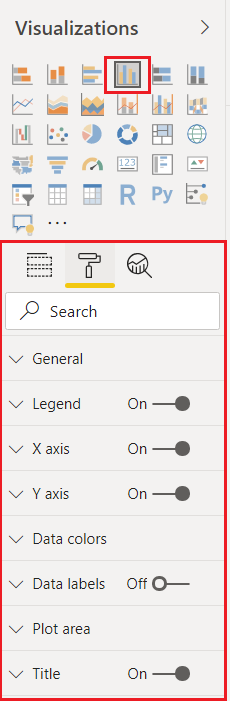 Visualizations
123
R Py
Search
General
Legend On
X axis On
Y axis On
Data colors
Data labels Off
Plot area
Title On